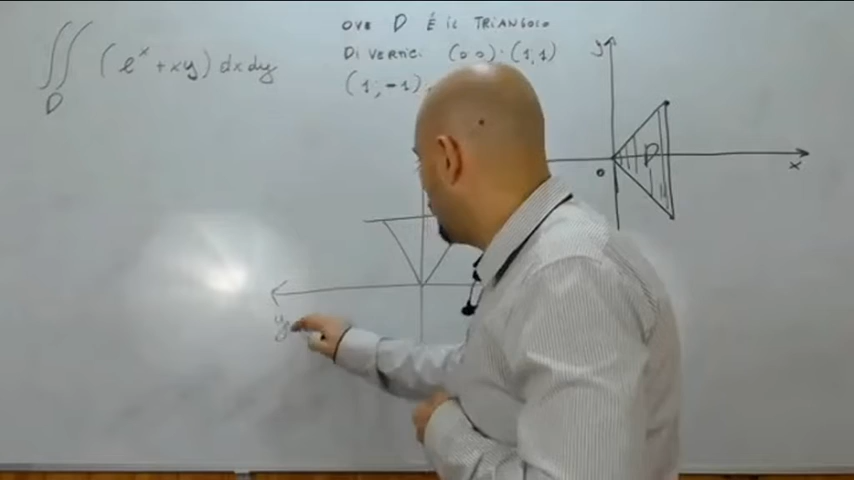 ∬ (e^x + xy) dx dy
D
OVE D È IL TRIANGOLO
DI VERTICI (0,0); (1,1)
(1;-1)
y
D
o
x
y